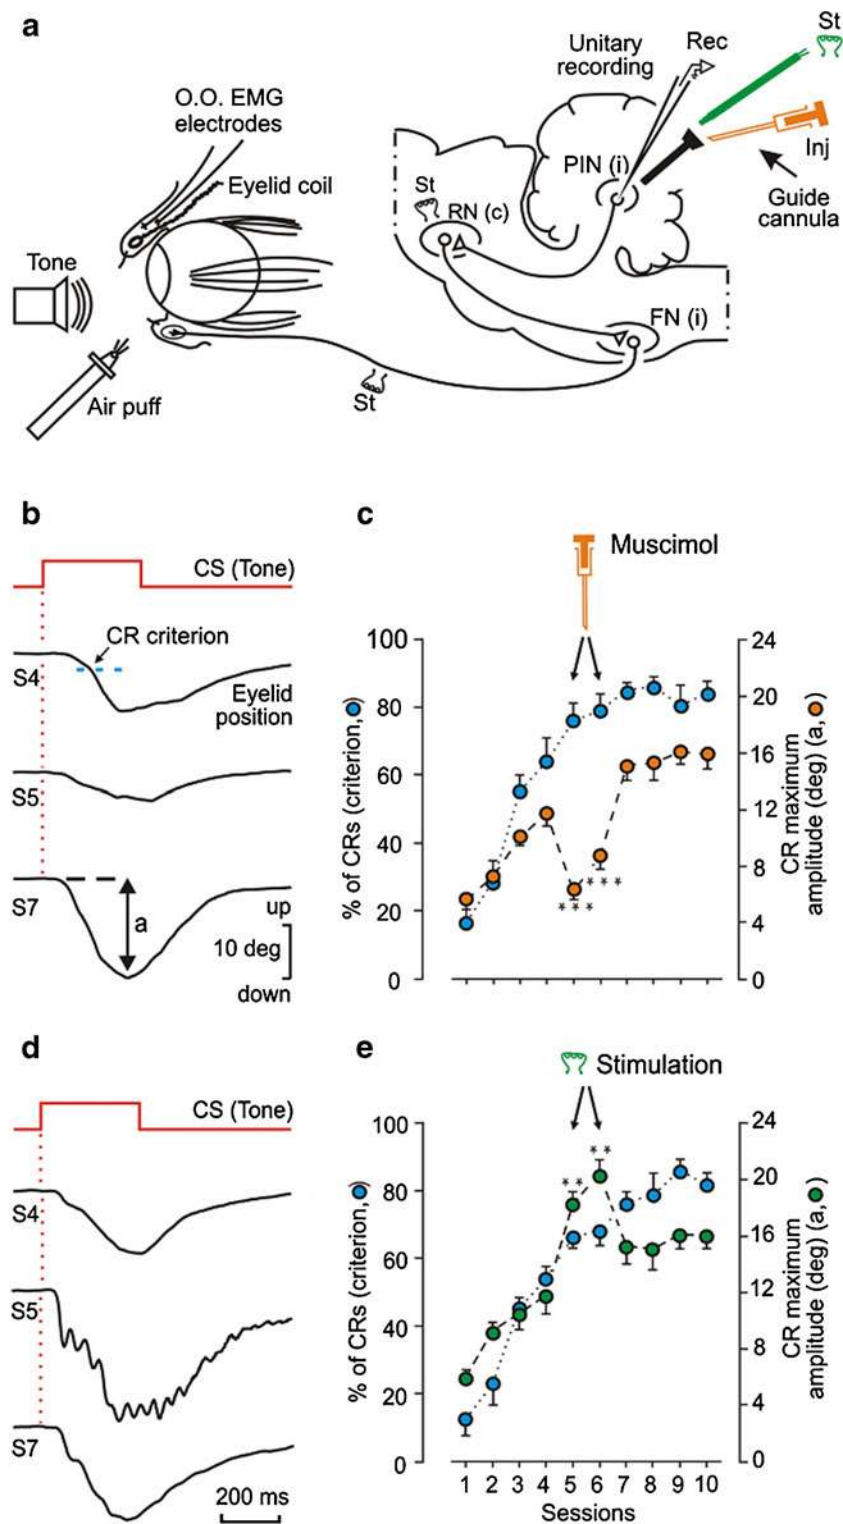 a
St
Unitary
recording
Rec
O.O. EMG
electrodes
Inj
Eyelid coil
PIN (i)
Guide
cannula
St
RN (c)
Tone
FN (i)
Air puff
St
b
CS (Tone)
CR criterion
S4
Eyelid
position
S5
S7
a
up
10 deg
down
c
Muscimol
% of CRs (criterion, )
100
80
60
40
20
0
* * *
* * *
24
20
16
12
8
4
0
CR maximum
amplitude (deg) (a, )
d
CS (Tone)
S4
S5
S7
200 ms
e
Stimulation
% of CRs (criterion, )
100
80
60
40
20
0
* *
* *
24
20
16
12
8
4
0
CR maximum
amplitude (deg) (a, )
1 2 3 4 5 6 7 8 9 10
Sessions